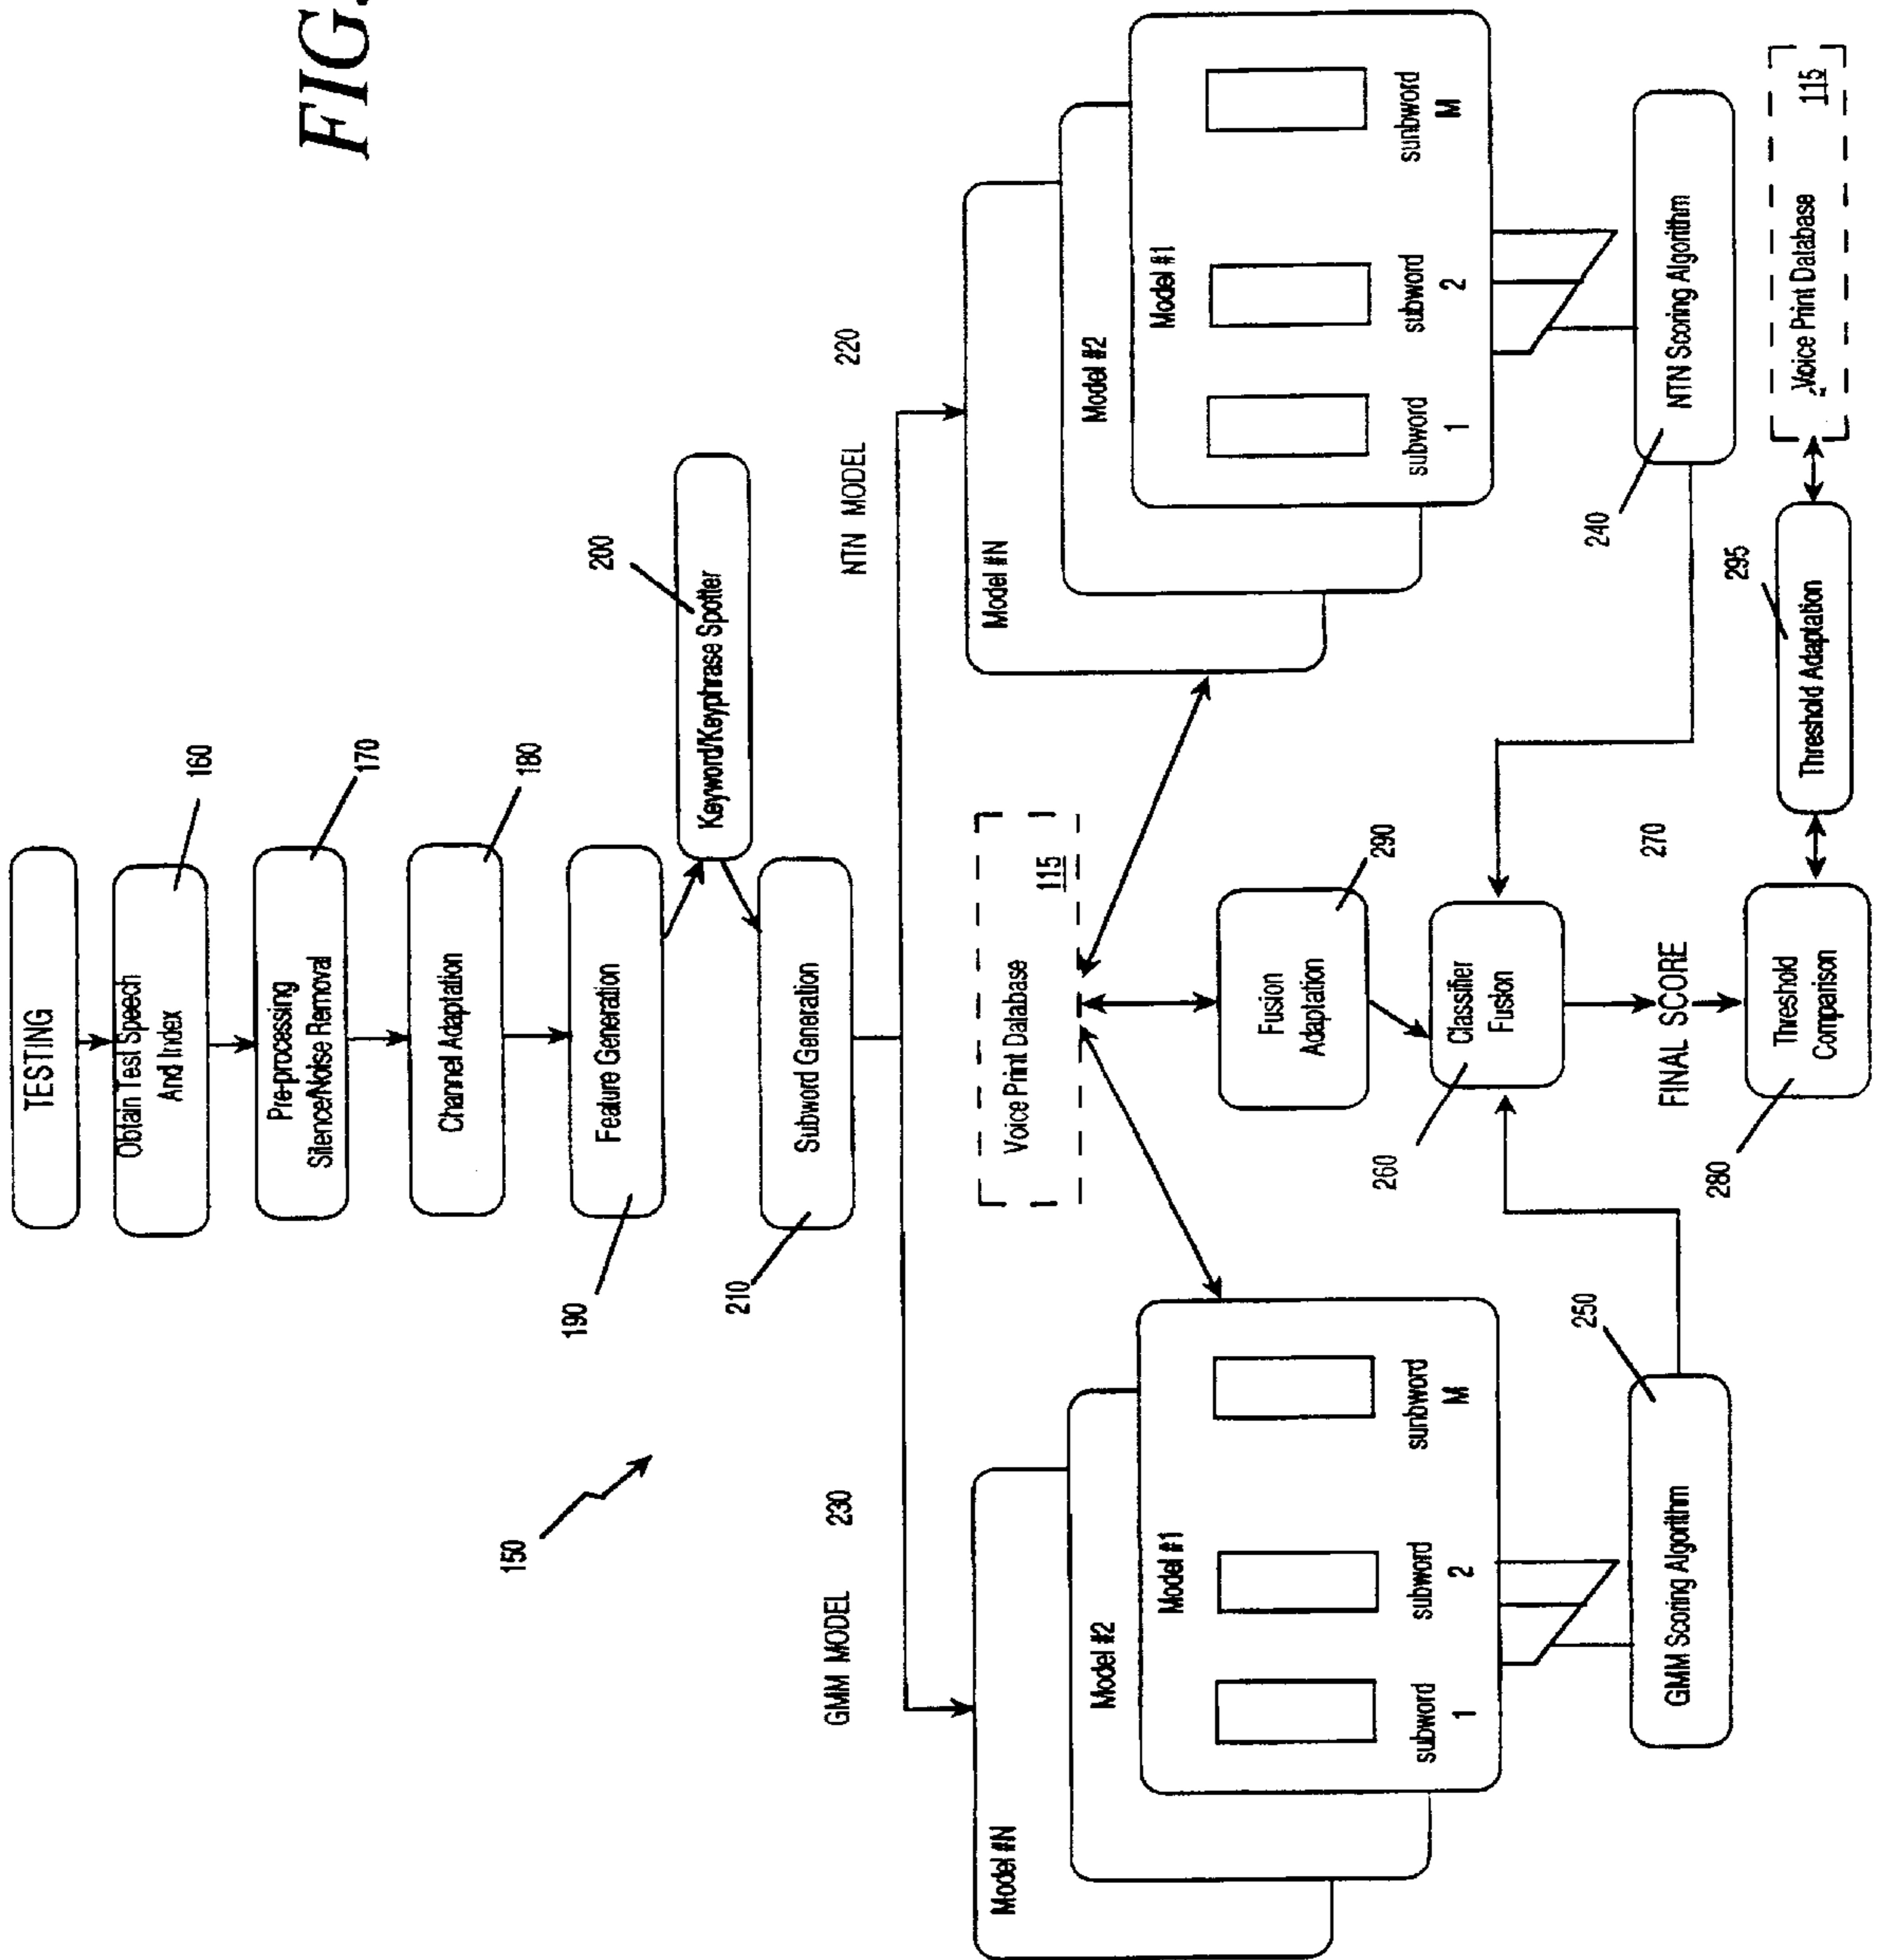 FIG.
TESTING
Obtain Test Speech
And Index
160
Pre-processing
Silence/Noise Removal
170
Channel Adaptation
180
Feature Generation
190
Keyword/Keyphrase Spotter
200
Subword Generation
210
150
GMM MODEL 230
NTN MODEL 220
Model #N
Model #2
Model #1
subword
1
subword
2
sunbword
M
Voice Print Database
115
Model #N
Model #2
Model #1
subword
1
subword
2
sunbword
M
Fusion
Adaptation
290
Classifier
Fusion
260
GMM Scoring Algorithm
250
NTN Scoring Algorithm
240
FINAL SCORE
270
Threshold
Comparison
280
Threshold Adaptation
295
Voice Print Database
115